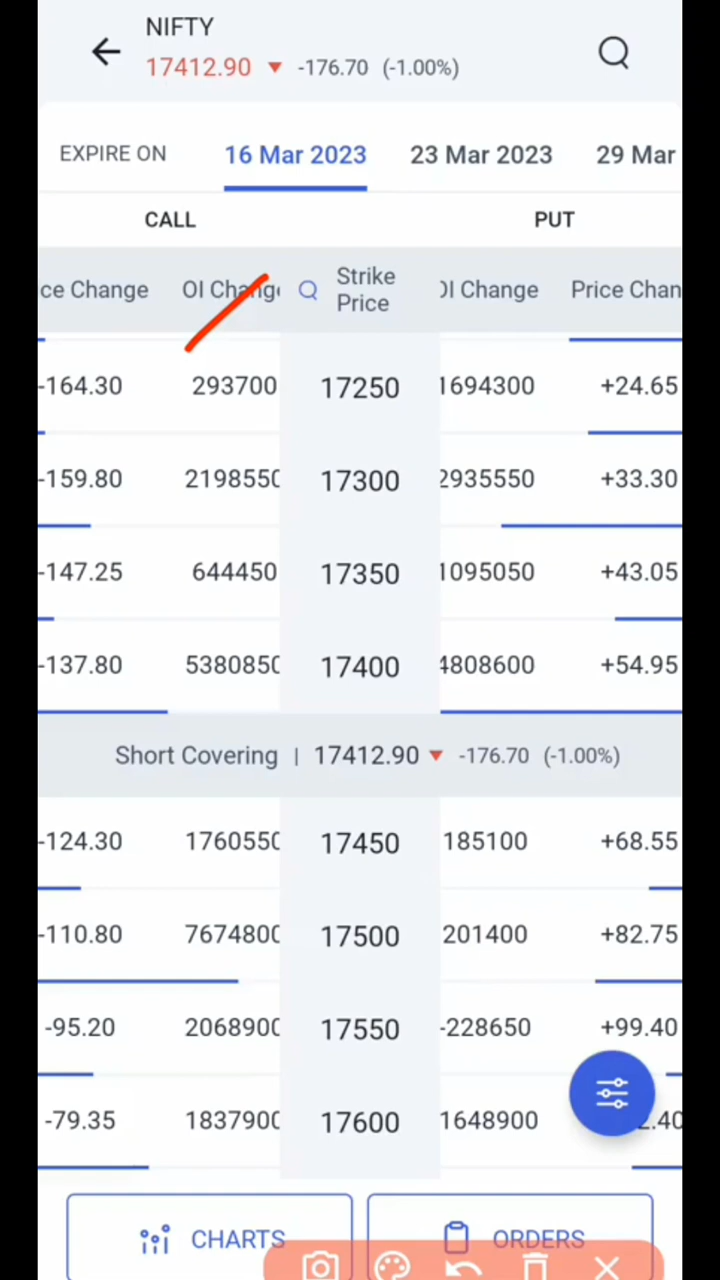 NIFTY
17412.90 ▼ -176.70 (-1.00%)
EXPIRE ON 16 Mar 2023 23 Mar 2023 29 Mar
CALL PUT
ce Change OI Change Strike Price OI Change Price Chan
-164.30 293700 17250 1694300 +24.65
-159.80 2198550 17300 2935550 +33.30
-147.25 644450 17350 1095050 +43.05
-137.80 5380850 17400 4808600 +54.95
Short Covering | 17412.90 ▼ -176.70 (-1.00%)
-124.30 1760550 17450 185100 +68.55
-110.80 7674800 17500 201400 +82.75
-95.20 2068900 17550 -228650 +99.40
-79.35 1837900 17600 1648900 2.40
CHARTS ORDERS